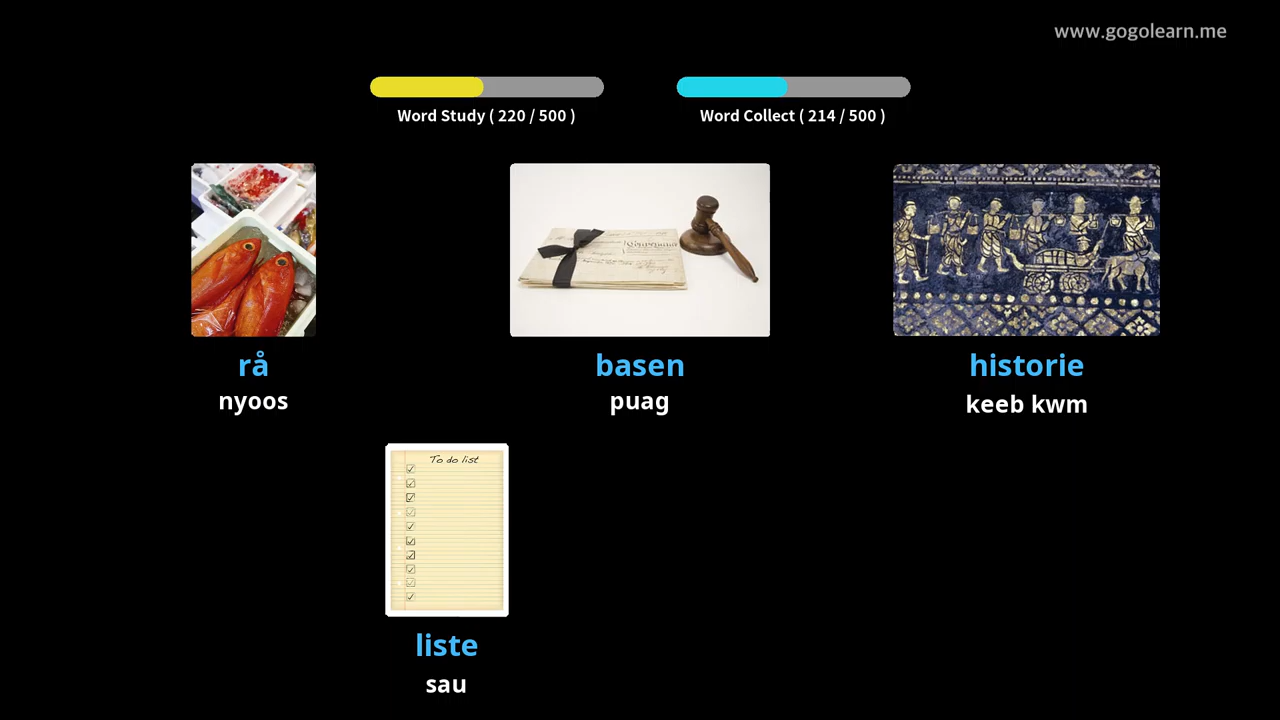 www.gogolearn.me
Word Study ( 220 / 500 )
Word Collect ( 214 / 500 )
rå
nyoos
basen
puag
historie
keeb kwm
To do list
liste
sau